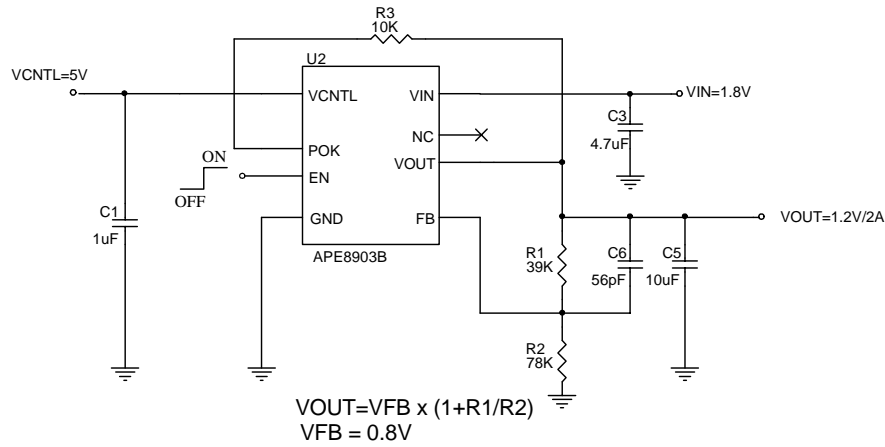 R3
10K
U2
VCNTL=5V
VCNTL
VIN
VIN=1.8V
C3
4.7uF
NC
POK
VOUT
ON
OFF
EN
C1
1uF
GND
FB
VOUT=1.2V/2A
APE8903B
R1
39K
C6
56pF
C5
10uF
R2
78K
VOUT=VFB x (1+R1/R2)
VFB = 0.8V